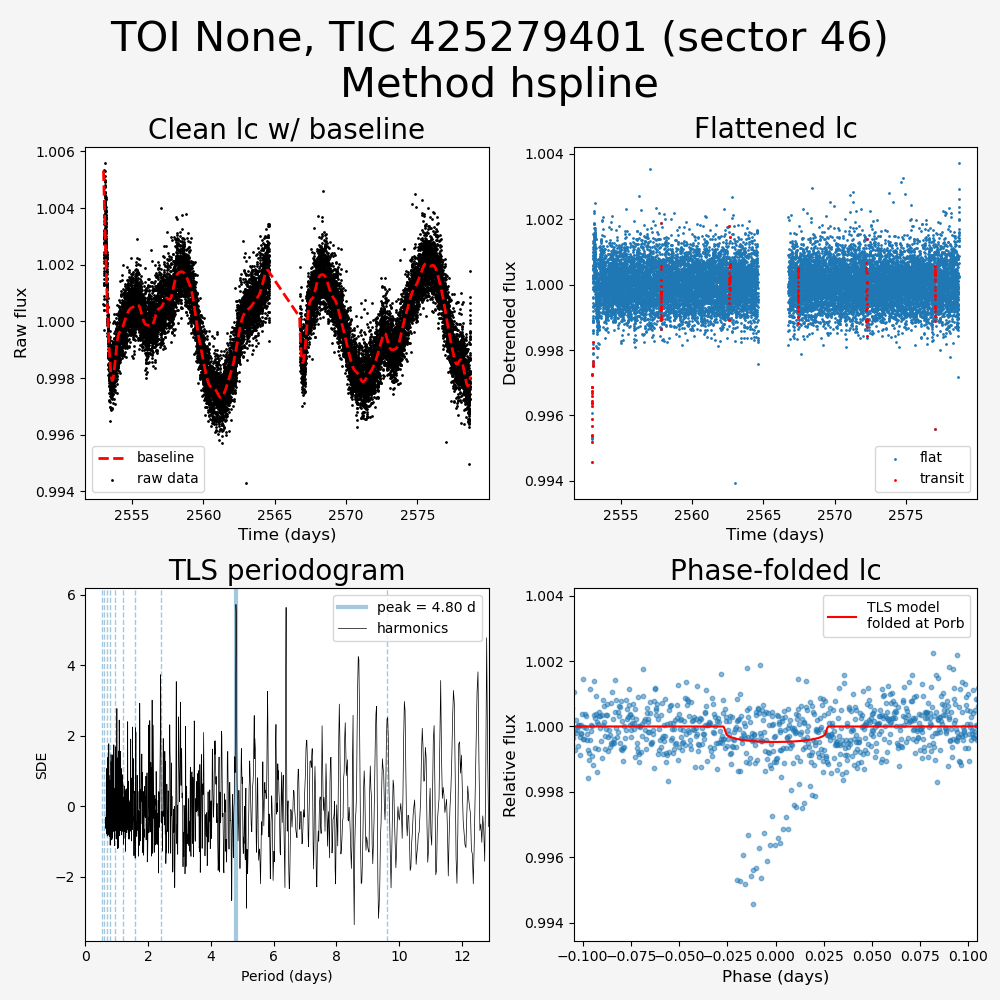 TOI None, TIC 425279401 (sector 46)
Method hspline
Clean lc w/ baseline
Flattened lc
1.006
1.004
1.002
1.000
0.998
0.996
0.994
Raw flux
baseline
raw data
2555
2560
2565
2570
2575
Time (days)
1.004
1.002
1.000
0.998
0.996
0.994
Detrended flux
flat
transit
2555
2560
2565
2570
2575
Time (days)
TLS periodogram
Phase-folded lc
6
4
2
0
−2
SDE
peak = 4.80 d
harmonics
0
2
4
6
8
10
12
Period (days)
1.004
1.002
1.000
0.998
0.996
0.994
Relative flux
TLS model
folded at Porb
−0.100
−0.075
−0.050
−0.025
0.000
0.025
0.050
0.075
0.100
Phase (days)